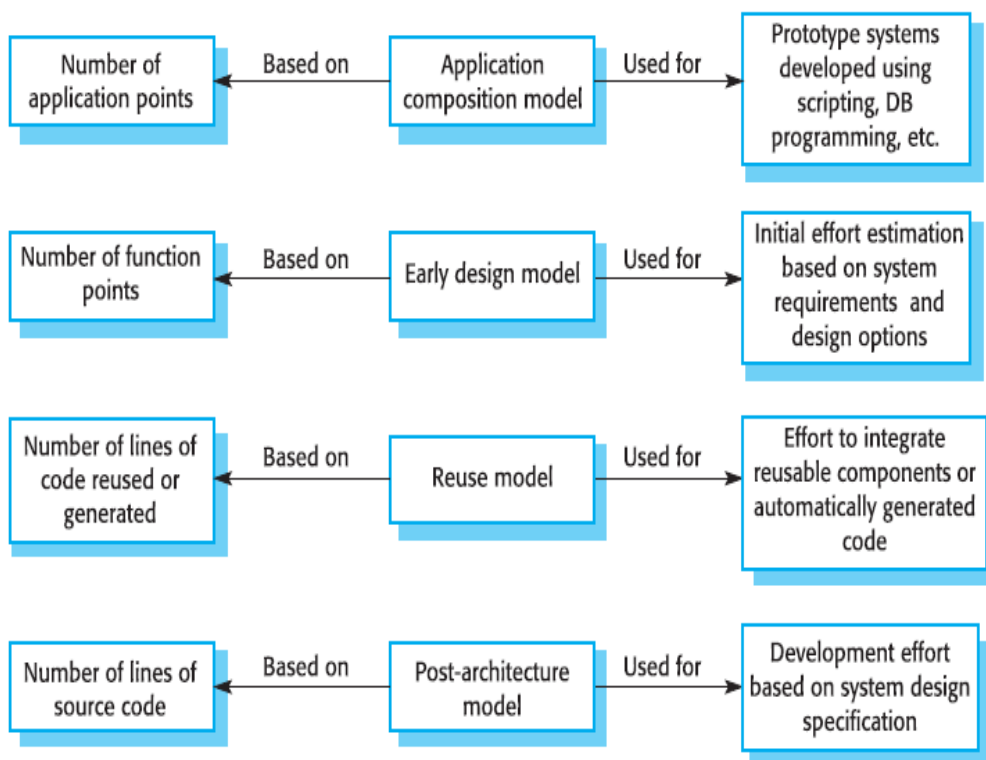 Number of
application points
Based on
Application
composition model
Used for
Prototype systems
developed using
scripting, DB
programming, etc.
Number of function
points
Based on
Early design model
Used for
Initial effort estimation
based on system
requirements and
design options
Number of lines of
code reused or
generated
Based on
Reuse model
Used for
Effort to integrate
reusable components or
automatically generated
code
Number of lines of
source code
Based on
Post-architecture
model
Used for
Development effort
based on system design
specification